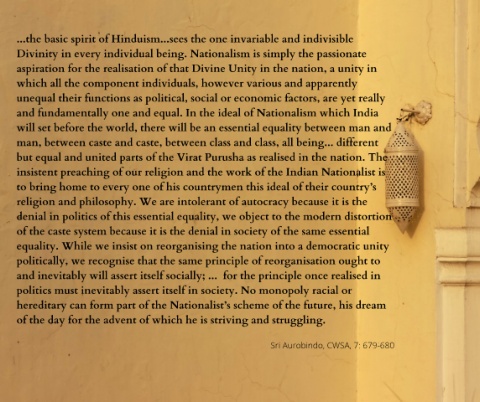 ...the basic spirit of Hinduism...sees the one invariable and indivisible
Divinity in every individual being. Nationalism is simply the passionate
aspiration for the realisation of that Divine Unity in the nation, a unity in
which all the component individuals, however various and apparently
unequal their functions as political, social or economic factors, are yet really
and fundamentally one and equal. In the ideal of Nationalism which India
will set before the world, there will be an essential equality between man and
man, between caste and caste, between class and class, all being... different
but equal and united parts of the Virat Purusha as realised in the nation. The
insistent preaching of our religion and the work of the Indian Nationalist is
to bring home to every one of his countrymen this ideal of their country's
religion and philosophy. We are intolerant of autocracy because it is the
denial in politics of this essential equality, we object to the modern distortion
of the caste system because it is the denial in society of the same essential
equality. While we insist on reorganising the nation into a democratic unity
politically, we recognise that the same principle of reorganisation ought to
and inevitably will assert itself socially; ... for the principle once realised in
politics must inevitably assert itself in society. No monopoly racial or
hereditary can form part of the Nationalist's scheme of the future, his dream
of the day for the advent of which he is striving and struggling.
Sri Aurobindo, CWSA, 7: 679-680